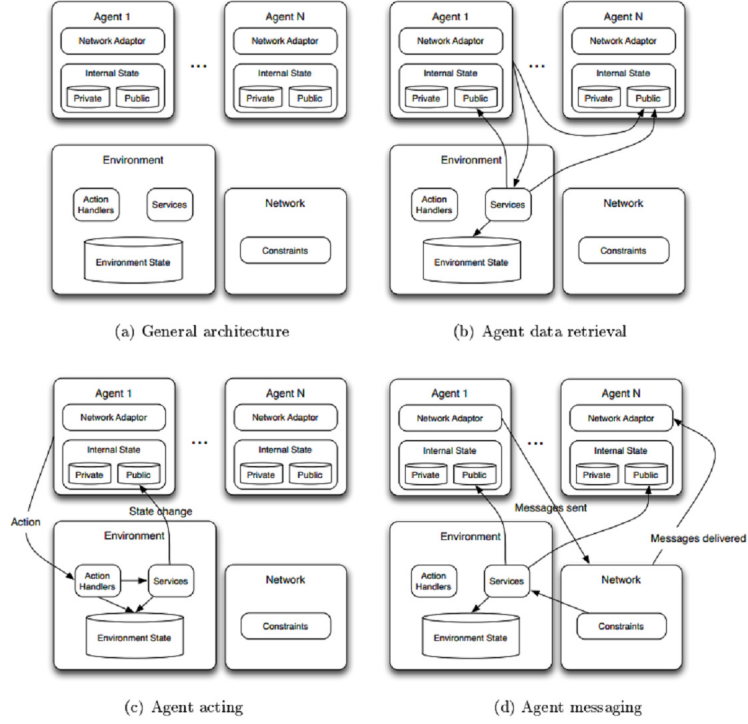 Agent 1
Network Adaptor
Internal State
Private Public
...
Agent N
Network Adaptor
Internal State
Private Public
Environment
Action
Handlers
Services
Environment State
Network
Constraints
(a) General architecture
Agent 1
Network Adaptor
Internal State
Private Public
...
Agent N
Network Adaptor
Internal State
Private Public
Environment
Action
Handlers
Services
Environment State
Network
Constraints
(b) Agent data retrieval
Agent 1
Network Adaptor
Internal State
Private Public
...
Agent N
Network Adaptor
Internal State
Private Public
Action
State change
Environment
Action
Handlers
Services
Environment State
Network
Constraints
(c) Agent acting
Agent 1
Network Adaptor
Internal State
Private Public
...
Agent N
Network Adaptor
Internal State
Private Public
Messages sent
Messages delivered
Environment
Action
Handlers
Services
Environment State
Network
Constraints
(d) Agent messaging